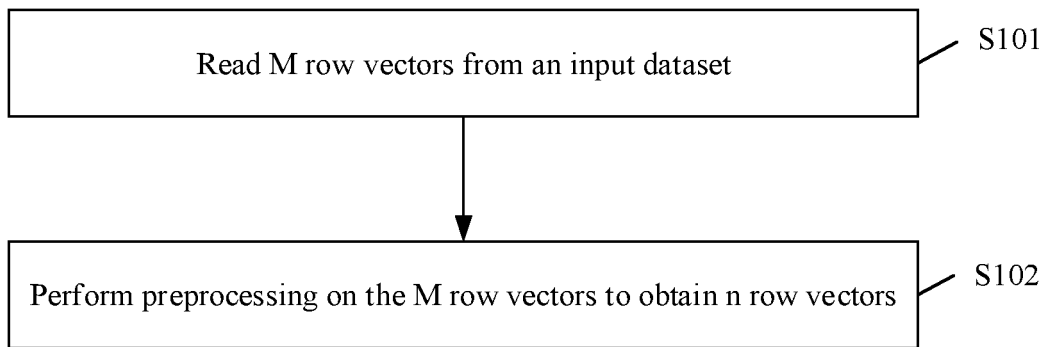 Read M row vectors from an input dataset
S101
Perform preprocessing on the M row vectors to obtain n row vectors
S102